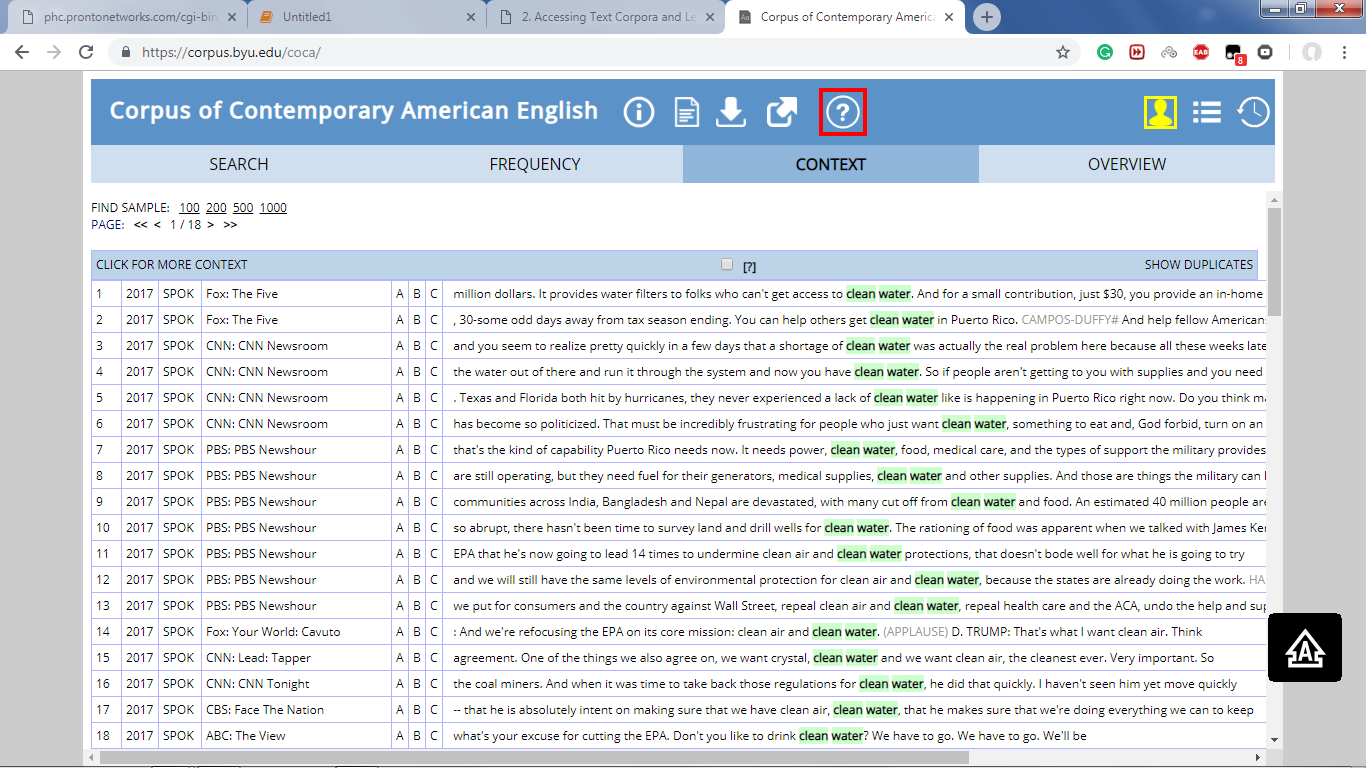 phc.prontonetworks.com/cgi-bin
Untitled1
2. Accessing Text Corpora and Le
Corpus of Contemporary America
https://corpus.byu.edu/coca/
EAB
8
Corpus of Contemporary American English
SEARCH FREQUENCY CONTEXT OVERVIEW
FIND SAMPLE: 100 200 500 1000
PAGE: << < 1 / 18 > >>
CLICK FOR MORE CONTEXT [?] SHOW DUPLICATES
1 2017 SPOK Fox: The Five A B C million dollars. It provides water filters to folks who can't get access to clean water. And for a small contribution, just $30, you provide an in-home
2 2017 SPOK Fox: The Five A B C , 30-some odd days away from tax season ending. You can help others get clean water in Puerto Rico. CAMPOS-DUFFY# And help fellow American
3 2017 SPOK CNN: CNN Newsroom A B C and you seem to realize pretty quickly in a few days that a shortage of clean water was actually the real problem here because all these weeks late
4 2017 SPOK CNN: CNN Newsroom A B C the water out of there and run it through the system and now you have clean water. So if people aren't getting to you with supplies and you need
5 2017 SPOK CNN: CNN Newsroom A B C . Texas and Florida both hit by hurricanes, they never experienced a lack of clean water like is happening in Puerto Rico right now. Do you think ma
6 2017 SPOK CNN: CNN Newsroom A B C has become so politicized. That must be incredibly frustrating for people who just want clean water, something to eat and, God forbid, turn on an
7 2017 SPOK PBS: PBS Newshour A B C that's the kind of capability Puerto Rico needs now. It needs power, clean water, food, medical care, and the types of support the military provides
8 2017 SPOK PBS: PBS Newshour A B C are still operating, but they need fuel for their generators, medical supplies, clean water and other supplies. And those are things the military can
9 2017 SPOK PBS: PBS Newshour A B C communities across India, Bangladesh and Nepal are devastated, with many cut off from clean water and food. An estimated 40 million people are
10 2017 SPOK PBS: PBS Newshour A B C so abrupt, there hasn't been time to survey land and drill wells for clean water. The rationing of food was apparent when we talked with James Ker
11 2017 SPOK PBS: PBS Newshour A B C EPA that he's now going to lead 14 times to undermine clean air and clean water protections, that doesn't bode well for what he is going to try
12 2017 SPOK PBS: PBS Newshour A B C and we will still have the same levels of environmental protection for clean air and clean water, because the states are already doing the work. HA
13 2017 SPOK PBS: PBS Newshour A B C we put for consumers and the country against Wall Street, repeal clean air and clean water, repeal health care and the ACA, undo the help and sup
14 2017 SPOK Fox: Your World: Cavuto A B C : And we're refocusing the EPA on its core mission: clean air and clean water. (APPLAUSE) D. TRUMP: That's what I want clean air. Think
15 2017 SPOK CNN: Lead: Tapper A B C agreement. One of the things we also agree on, we want crystal, clean water and we want clean air, the cleanest ever. Very important. So
16 2017 SPOK CNN: CNN Tonight A B C the coal miners. And when it was time to take back those regulations for clean water, he did that quickly. I haven't seen him yet move quickly
17 2017 SPOK CBS: Face The Nation A B C -- that he is absolutely intent on making sure that we have clean air, clean water, that he makes sure that we're doing everything we can to keep
18 2017 SPOK ABC: The View A B C what's your excuse for cutting the EPA. Don't you like to drink clean water? We have to go. We have to go. We'll be
A